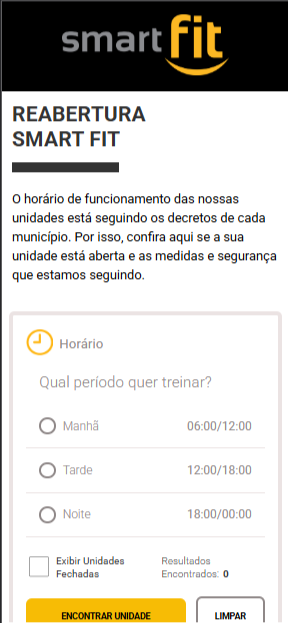 smart fit
REABERTURA
SMART FIT
O horário de funcionamento das nossas
unidades está seguindo os decretos de cada
município. Por isso, confira aqui se a sua
unidade está aberta e as medidas e segurança
que estamos seguindo.
Horário
Qual período quer treinar?
Manhã 06:00/12:00
Tarde 12:00/18:00
Noite 18:00/00:00
Exibir Unidades
Fechadas
Resultados
Encontrados: 0
ENCONTRAR UNIDADE
LIMPAR